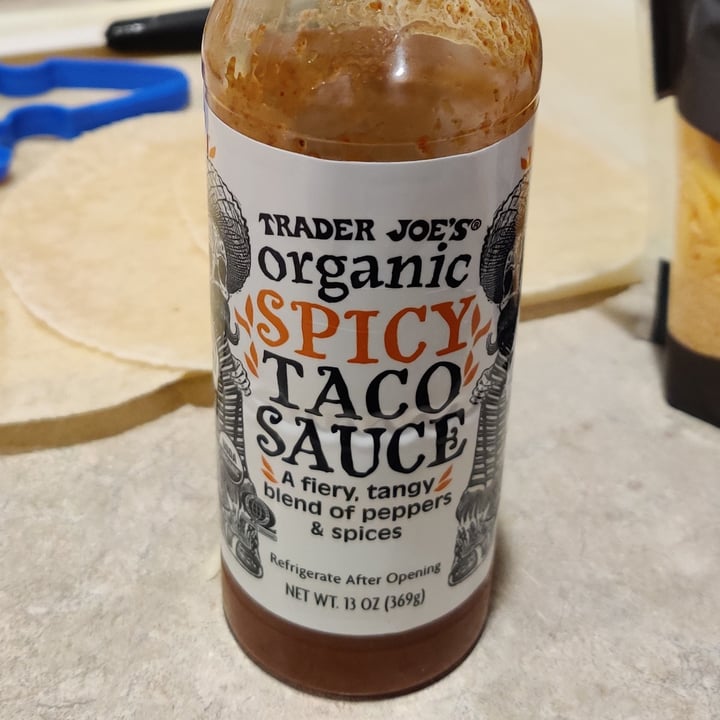 TRADER JOE'S®
organic
SPICY
TACO
SAUCE
A fiery, tangy
blend of peppers
& spices
Refrigerate After Opening
NET WT. 13 OZ (369g)